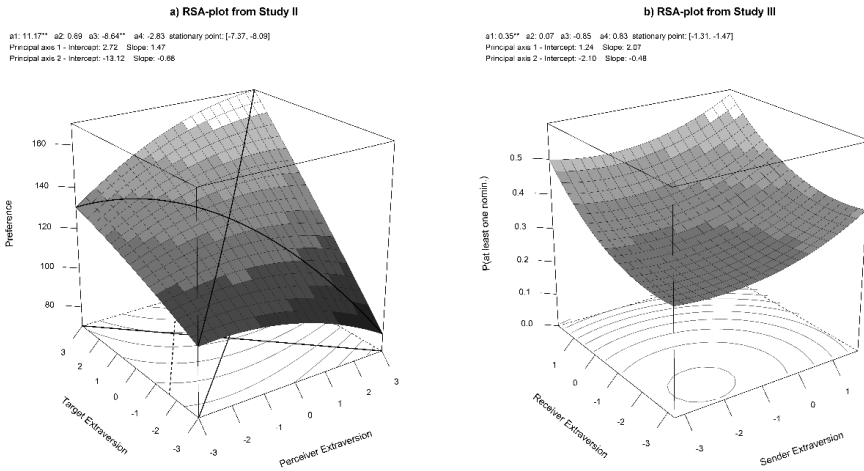 a) RSA-plot from Study II
a1: 11.17** a2: 0.69 a3: -8.64** a4: -2.83 stationary point: [-7.37, -8.09]
Principal axis 1 - Intercept: 2.72 Slope: 1.47
Principal axis 2 - Intercept: -13.12 Slope: -0.68
160
140
120
100
80
Preference
3
2
1
0
-1
-2
-3
Target Extraversion
-3
-2
-1
0
1
2
3
Perceiver Extraversion
b) RSA-plot from Study III
a1: 0.35** a2: 0.07 a3: -0.85 a4: 0.83 stationary point: [-1.31, -1.47]
Principal axis 1 - Intercept: 1.24 Slope: 2.07
Principal axis 2 - Intercept: -2.10 Slope: -0.48
0.5
0.4
0.3
0.2
0.1
0.0
P(at least one nomin.)
1
0
-1
-2
-3
Receiver Extraversion
-3
-2
-1
0
1
Sender Extraversion